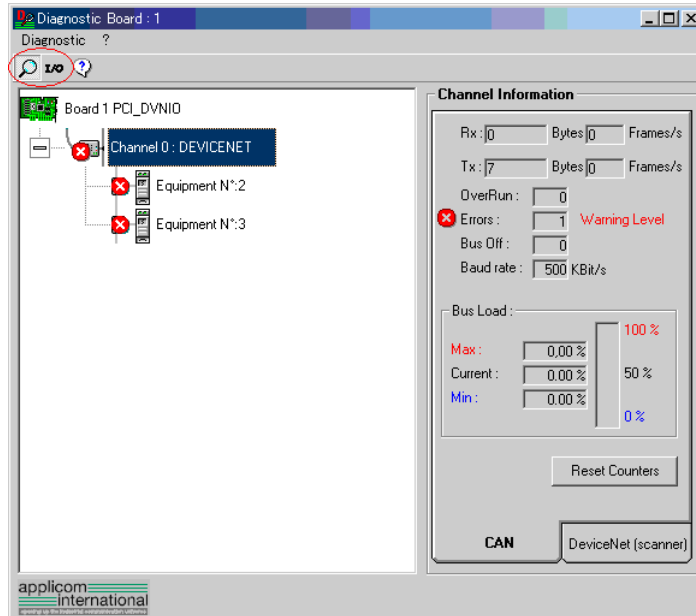 Diagnostic Board : 1
Diagnostic ?
I/O
Board 1 PCI_DVNIO
Channel 0 : DEVICENET
Equipment N°:2
Equipment N°:3
Channel Information
Rx : 0 Bytes 0 Frames/s
Tx : 7 Bytes 0 Frames/s
OverRun : 0
Errors : 1 Warning Level
Bus Off : 0
Baud rate : 500 KBit/s
Bus Load :
100 %
Max : 0,00 %
Current : 0.00 % 50 %
Min : 0.00 %
0 %
Reset Counters
CAN DeviceNet (scanner)
applicom
international